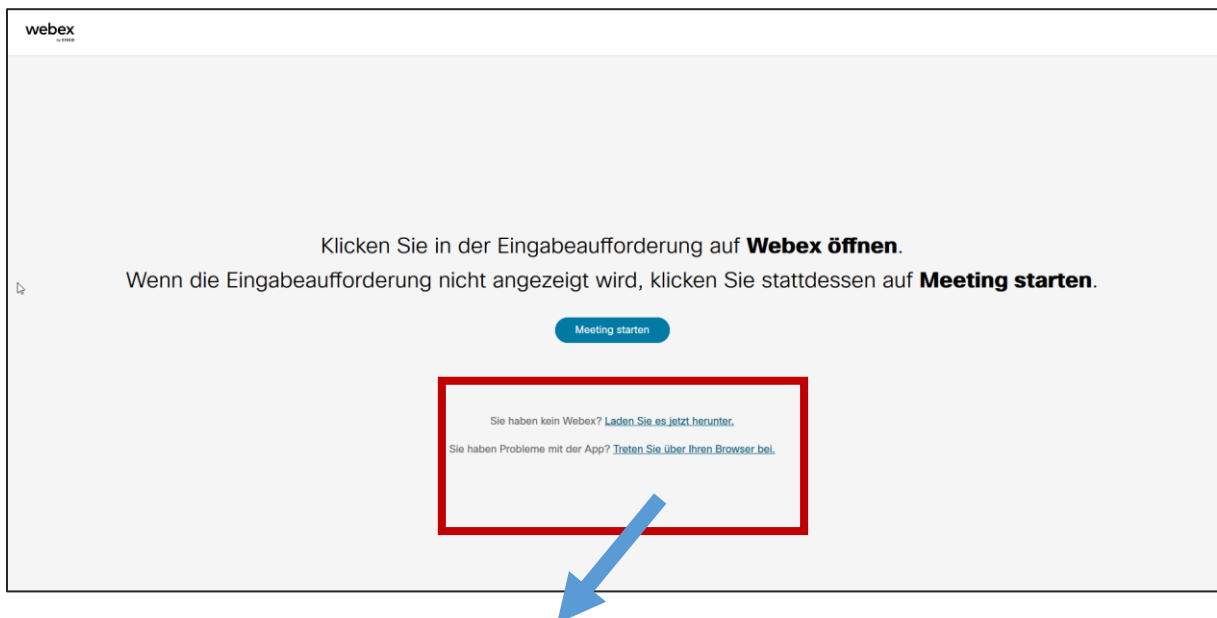 webex
by CISCO
Klicken Sie in der Eingabeaufforderung auf Webex öffnen.
Wenn die Eingabeaufforderung nicht angezeigt wird, klicken Sie stattdessen auf Meeting starten.
Meeting starten
Sie haben kein Webex? Laden Sie es jetzt herunter.
Sie haben Probleme mit der App? Treten Sie über Ihren Browser bei.